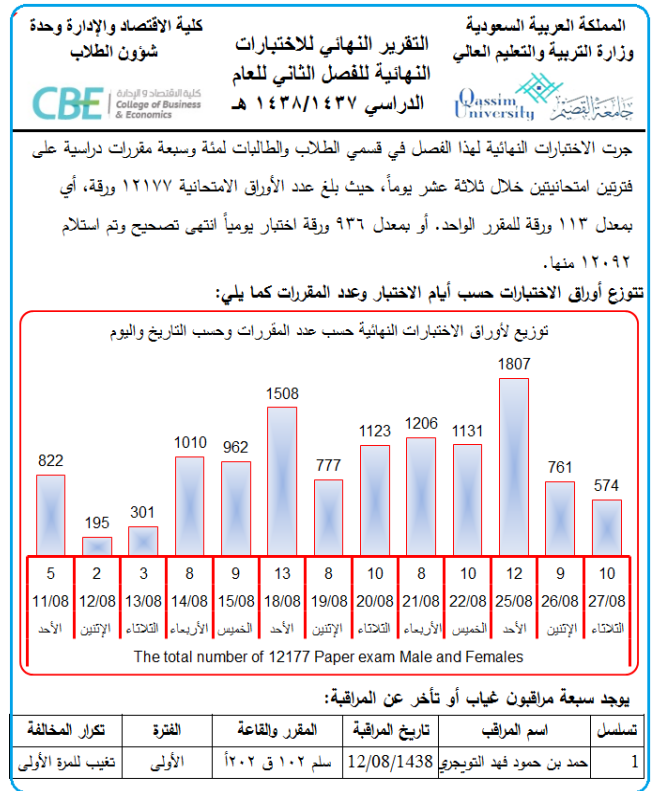 المملكة العربية السعودية
وزارة التربية والتعليم العالي
Qassim
University
جامعة القصيم
التقرير النهائي للاختبارات
النهائية للفصل الثاني للعام
الدراسي ١٤٣٨/١٤٣٧ هـ
كلية الاقتصاد والإدارة وحدة
شؤون الطلاب
CBE
كلية الاقتصاد والإدارة
College of Business
& Economics
جرت الاختبارات النهائية لهذا الفصل في قسمي الطلاب والطالبات لمئة وسبعة مقررات دراسية على
فترتين امتحانيتين خلال ثلاثة عشر يوماً، حيث بلغ عدد الأوراق الامتحانية ١٢١٧٧ ورقة، أي
بمعدل ١١٣ ورقة للمقرر الواحد. أو بمعدل ٩٣٦ ورقة اختبار يومياً انتهى تصحيح وتم استلام
١٢٠٩٢ منها.
تتوزع أوراق الاختبارات حسب أيام الاختبار وعدد المقررات كما يلي:
توزيع لأوراق الاختبارات النهائية حسب عدد المقررات وحسب التاريخ واليوم
822 195 301 1010 962 1508 777 1123 1206 1131 1807 761 574
5 2 3 8 9 13 8 10 8 10 12 9 10
11/08 12/08 13/08 14/08 15/08 18/08 19/08 20/08 21/08 22/08 25/08 26/08 27/08
الأحد الإثنين الثلاثاء الأربعاء الخميس الأحد الإثنين الثلاثاء الأربعاء الخميس الأحد الإثنين الثلاثاء
The total number of 12177 Paper exam Male and Females
يوجد سبعة مراقبون غياب أو تأخر عن المراقبة:
تسلسل اسم المراقب تاريخ المراقبة المقرر والقاعة الفترة تكرار المخالفة
1 حمد بن حمود فهد التويجري 12/08/1438 سلم ١٠٢ ق ٢٠٢أ الأولى تغيب للمرة الأولى